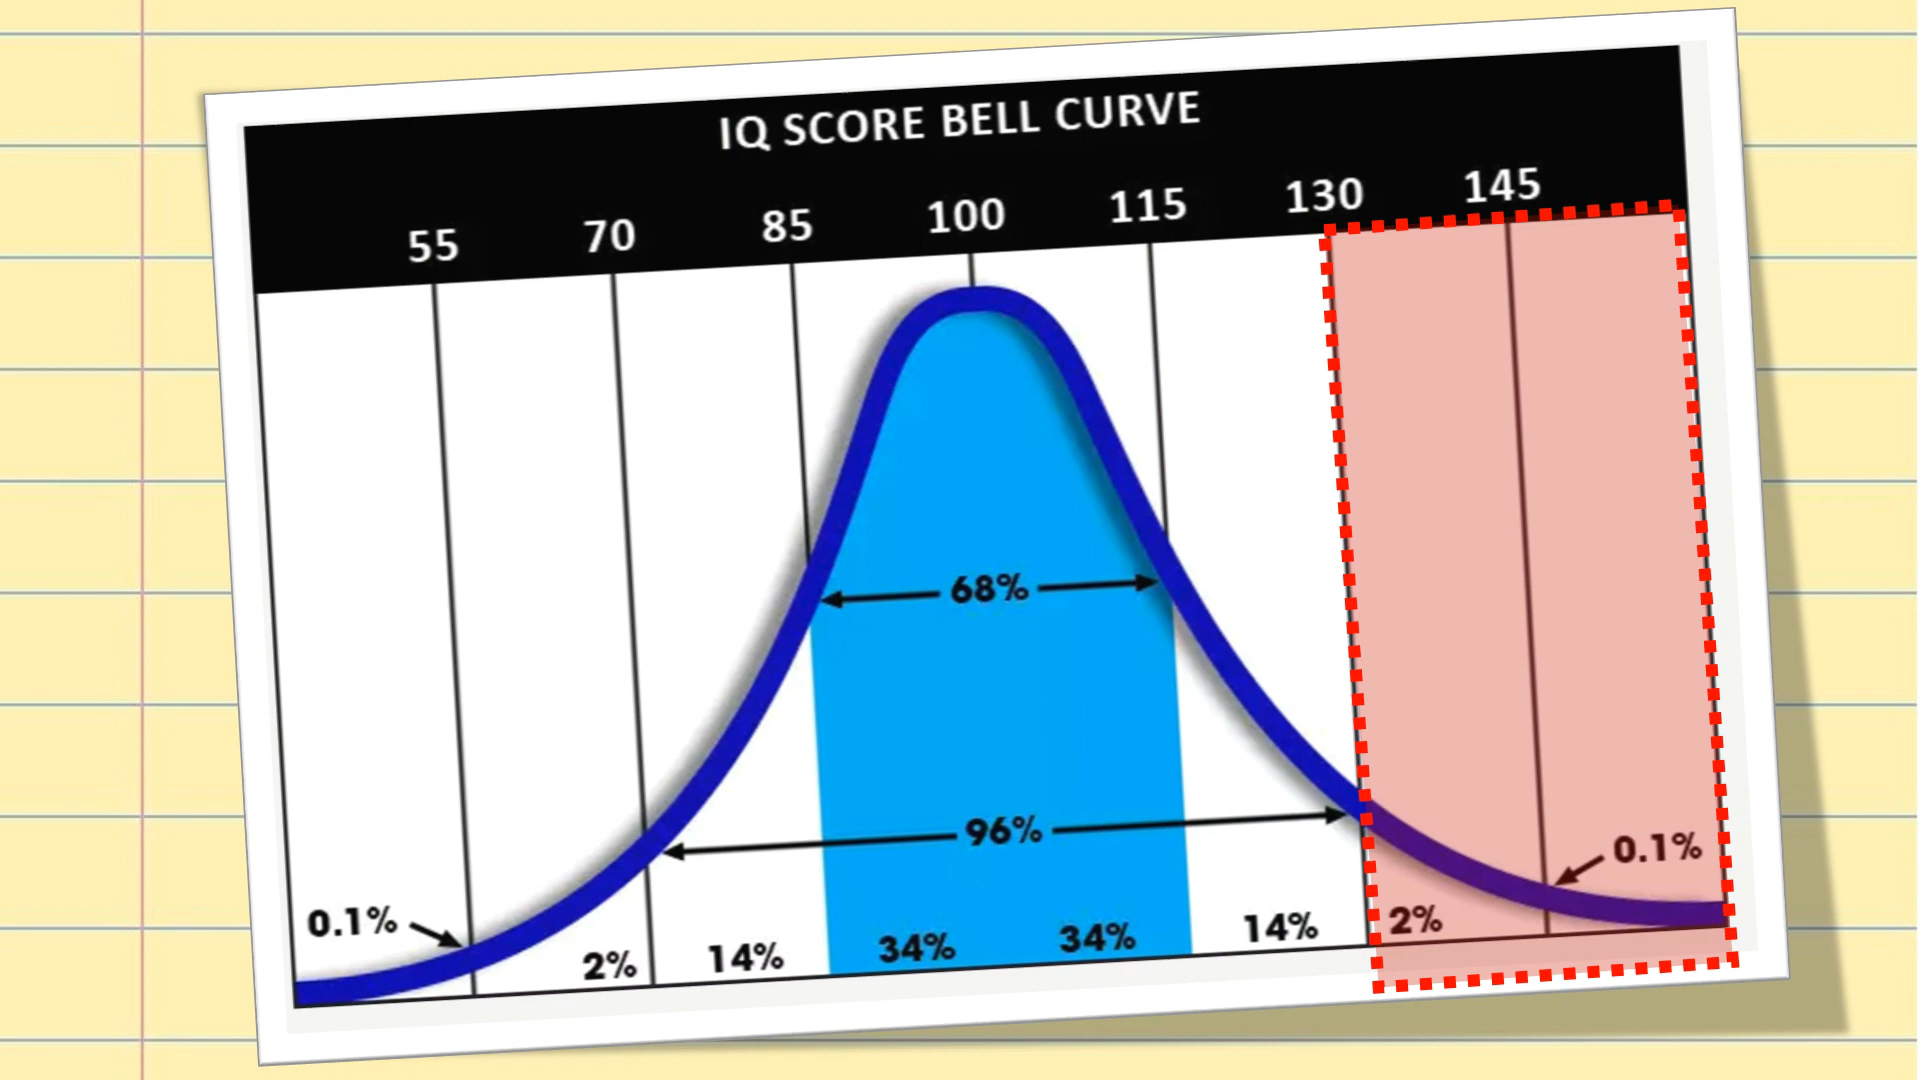 IQ SCORE BELL CURVE
55 70 85 100 115 130 145
68%
96%
0.1% 0.1%
2% 14% 34% 34% 14% 2%